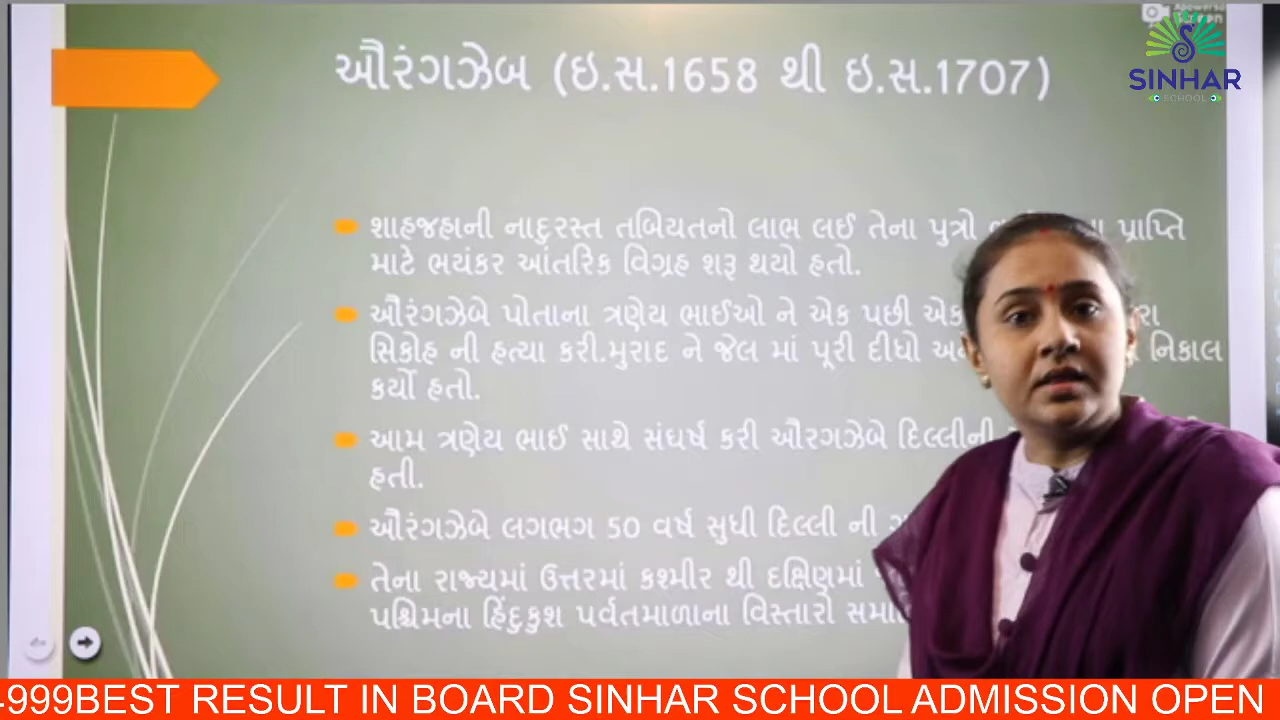 ઔરંગઝેબ (ઇ.સ.1658 થી ઇ.સ.1707)
SINHAR
SCHOOL
શાહજહાની નાદુરસ્ત તબિયતનો લાભ લઈ તેના પુત્રો પ્રાપ્તિ
માટે ભયંકર આંતરિક વિગ્રહ શરૂ થયો હતો.
ઔરંગઝેબે પોતાના ત્રણેય ભાઈઓ ને એક પછી એક
સિકોહ ની હત્યા કરી.મુરાદ ને જેલ માં પૂરી દીધો નિકાલ
કર્યો હતો.
આમ ત્રણેય ભાઈ સાથે સંઘર્ષ કરી ઔરગઝેબે દિલ્લીની
હતી.
ઔરંગઝેબે લગભગ 50 વર્ષ સુધી દિલ્લી ની
તેના રાજ્યમાં ઉત્તરમાં કશ્મીર થી દક્ષિણમાં
પશ્ચિમના હિંદુકુશ પર્વતમાળાના વિસ્તારો
-999BEST RESULT IN BOARD SINHAR SCHOOL ADMISSION OPEN